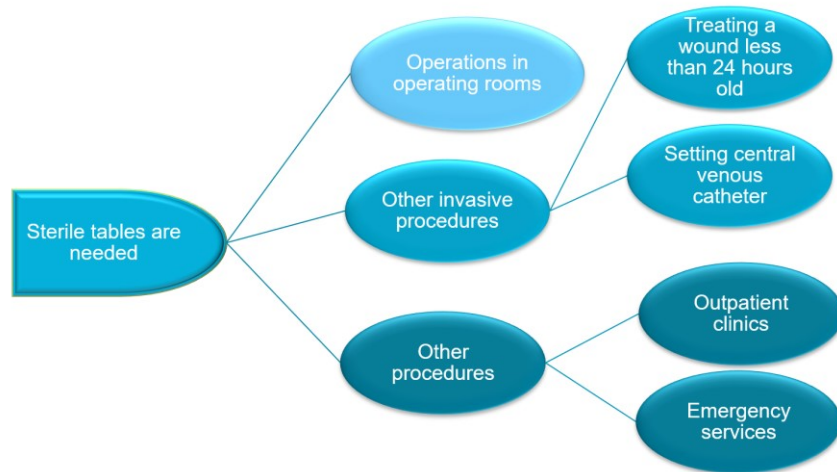 Sterile tables are
needed
Operations in
operating rooms
Other invasive
procedures
Other
procedures
Treating a
wound less
than 24 hours
old
Setting central
venous
catheter
Outpatient
clinics
Emergency
services